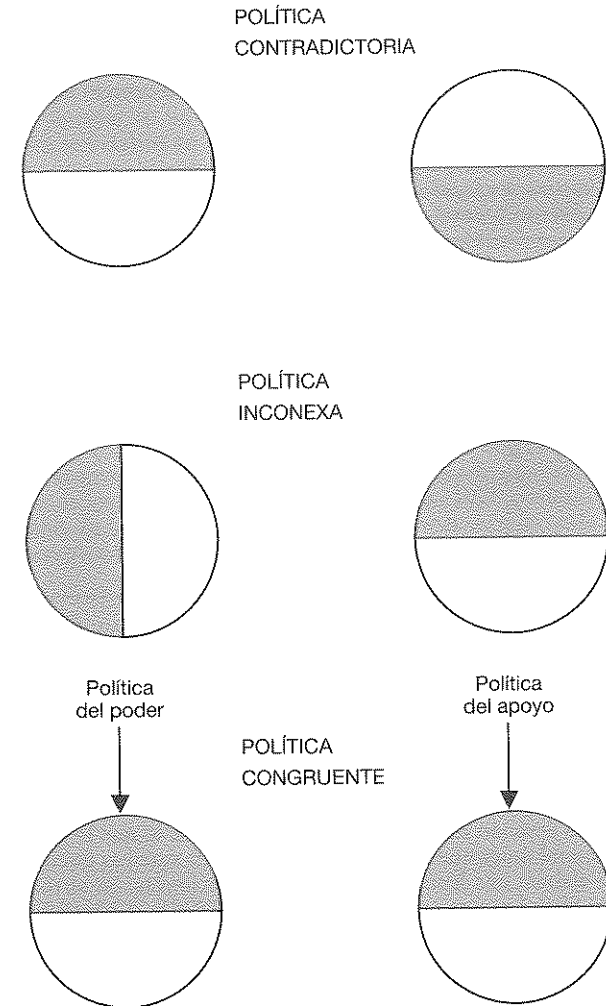 POLÍTICA
CONTRADICTORIA
POLÍTICA
INCONEXA
Política
del poder
Política
del apoyo
POLÍTICA
CONGRUENTE